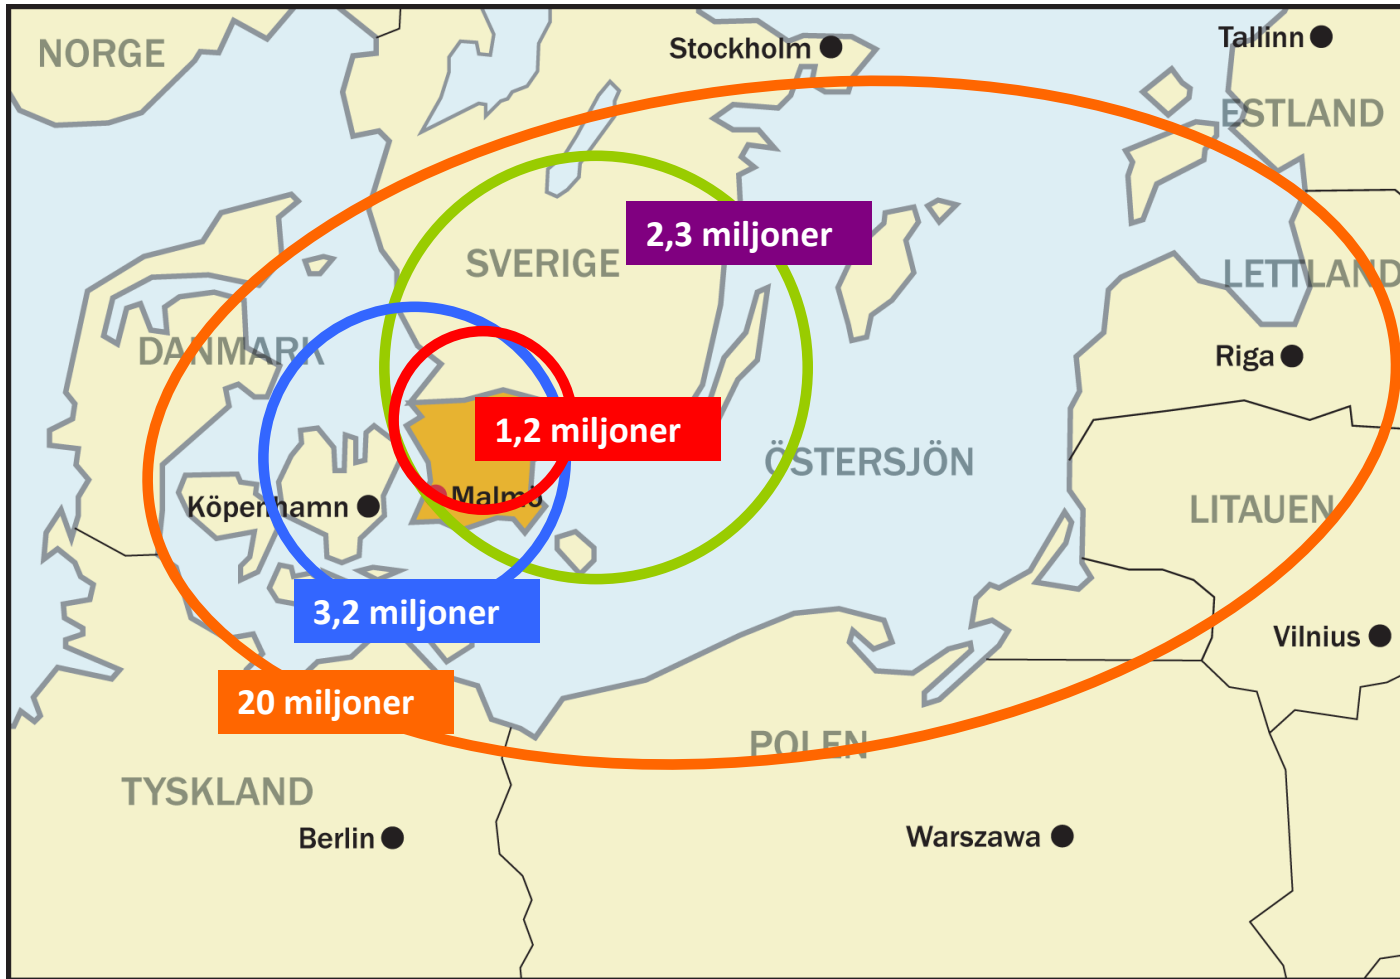 NORGE
Stockholm
Tallinn
ESTLAND
2,3 miljoner
SVERIGE
LETTLAND
DANMARK
Riga
1,2 miljoner
ÖSTERSJÖN
Köpenhamn
Malmö
LITAUEN
3,2 miljoner
Vilnius
20 miljoner
POLEN
TYSKLAND
Berlin
Warszawa